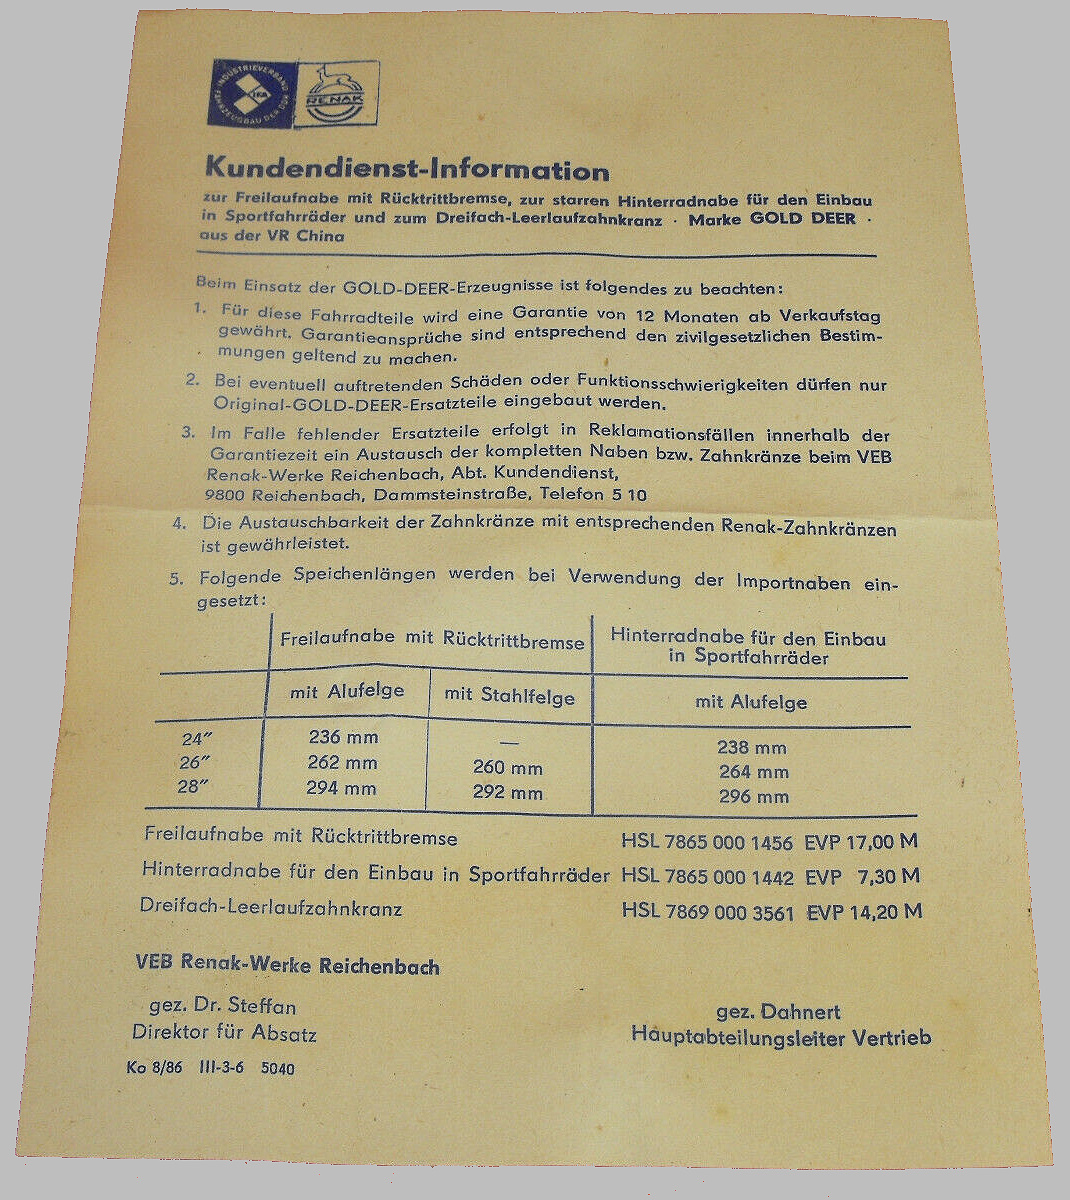 INDUSTRIEVERBAND
FAHRZEUGBAU DER DDR
IFA
RENAK
Kundendienst-Information
zur Freilaufnabe mit Rücktrittbremse, zur starren Hinterradnabe für den Einbau
in Sportfahrräder und zum Dreifach-Leerlaufzahnkranz · Marke GOLD DEER ·
aus der VR China
Beim Einsatz der GOLD-DEER-Erzeugnisse ist folgendes zu beachten:
1. Für diese Fahrradteile wird eine Garantie von 12 Monaten ab Verkaufstag
gewährt. Garantieansprüche sind entsprechend den zivilgesetzlichen Bestim-
mungen geltend zu machen.
2. Bei eventuell auftretenden Schäden oder Funktionsschwierigkeiten dürfen nur
Original-GOLD-DEER-Ersatzteile eingebaut werden.
3. Im Falle fehlender Ersatzteile erfolgt in Reklamationsfällen innerhalb der
Garantiezeit ein Austausch der kompletten Naben bzw. Zahnkränze beim VEB
Renak-Werke Reichenbach, Abt. Kundendienst,
9800 Reichenbach, Dammsteinstraße, Telefon 5 10
4. Die Austauschbarkeit der Zahnkränze mit entsprechenden Renak-Zahnkränzen
ist gewährleistet.
5. Folgende Speichenlängen werden bei Verwendung der Importnaben ein-
gesetzt:
Freilaufnabe mit Rücktrittbremse Hinterradnabe für den Einbau
in Sportfahrräder
mit Alufelge mit Stahlfelge mit Alufelge
24″ 236 mm — 238 mm
26″ 262 mm 260 mm 264 mm
28″ 294 mm 292 mm 296 mm
Freilaufnabe mit Rücktrittbremse HSL 7865 000 1456 EVP 17,00 M
Hinterradnabe für den Einbau in Sportfahrräder HSL 7865 000 1442 EVP 7,30 M
Dreifach-Leerlaufzahnkranz HSL 7869 000 3561 EVP 14,20 M
VEB Renak-Werke Reichenbach
gez. Dr. Steffan gez. Dahnert
Direktor für Absatz Hauptabteilungsleiter Vertrieb
Ko 8/86 III-3-6 5040